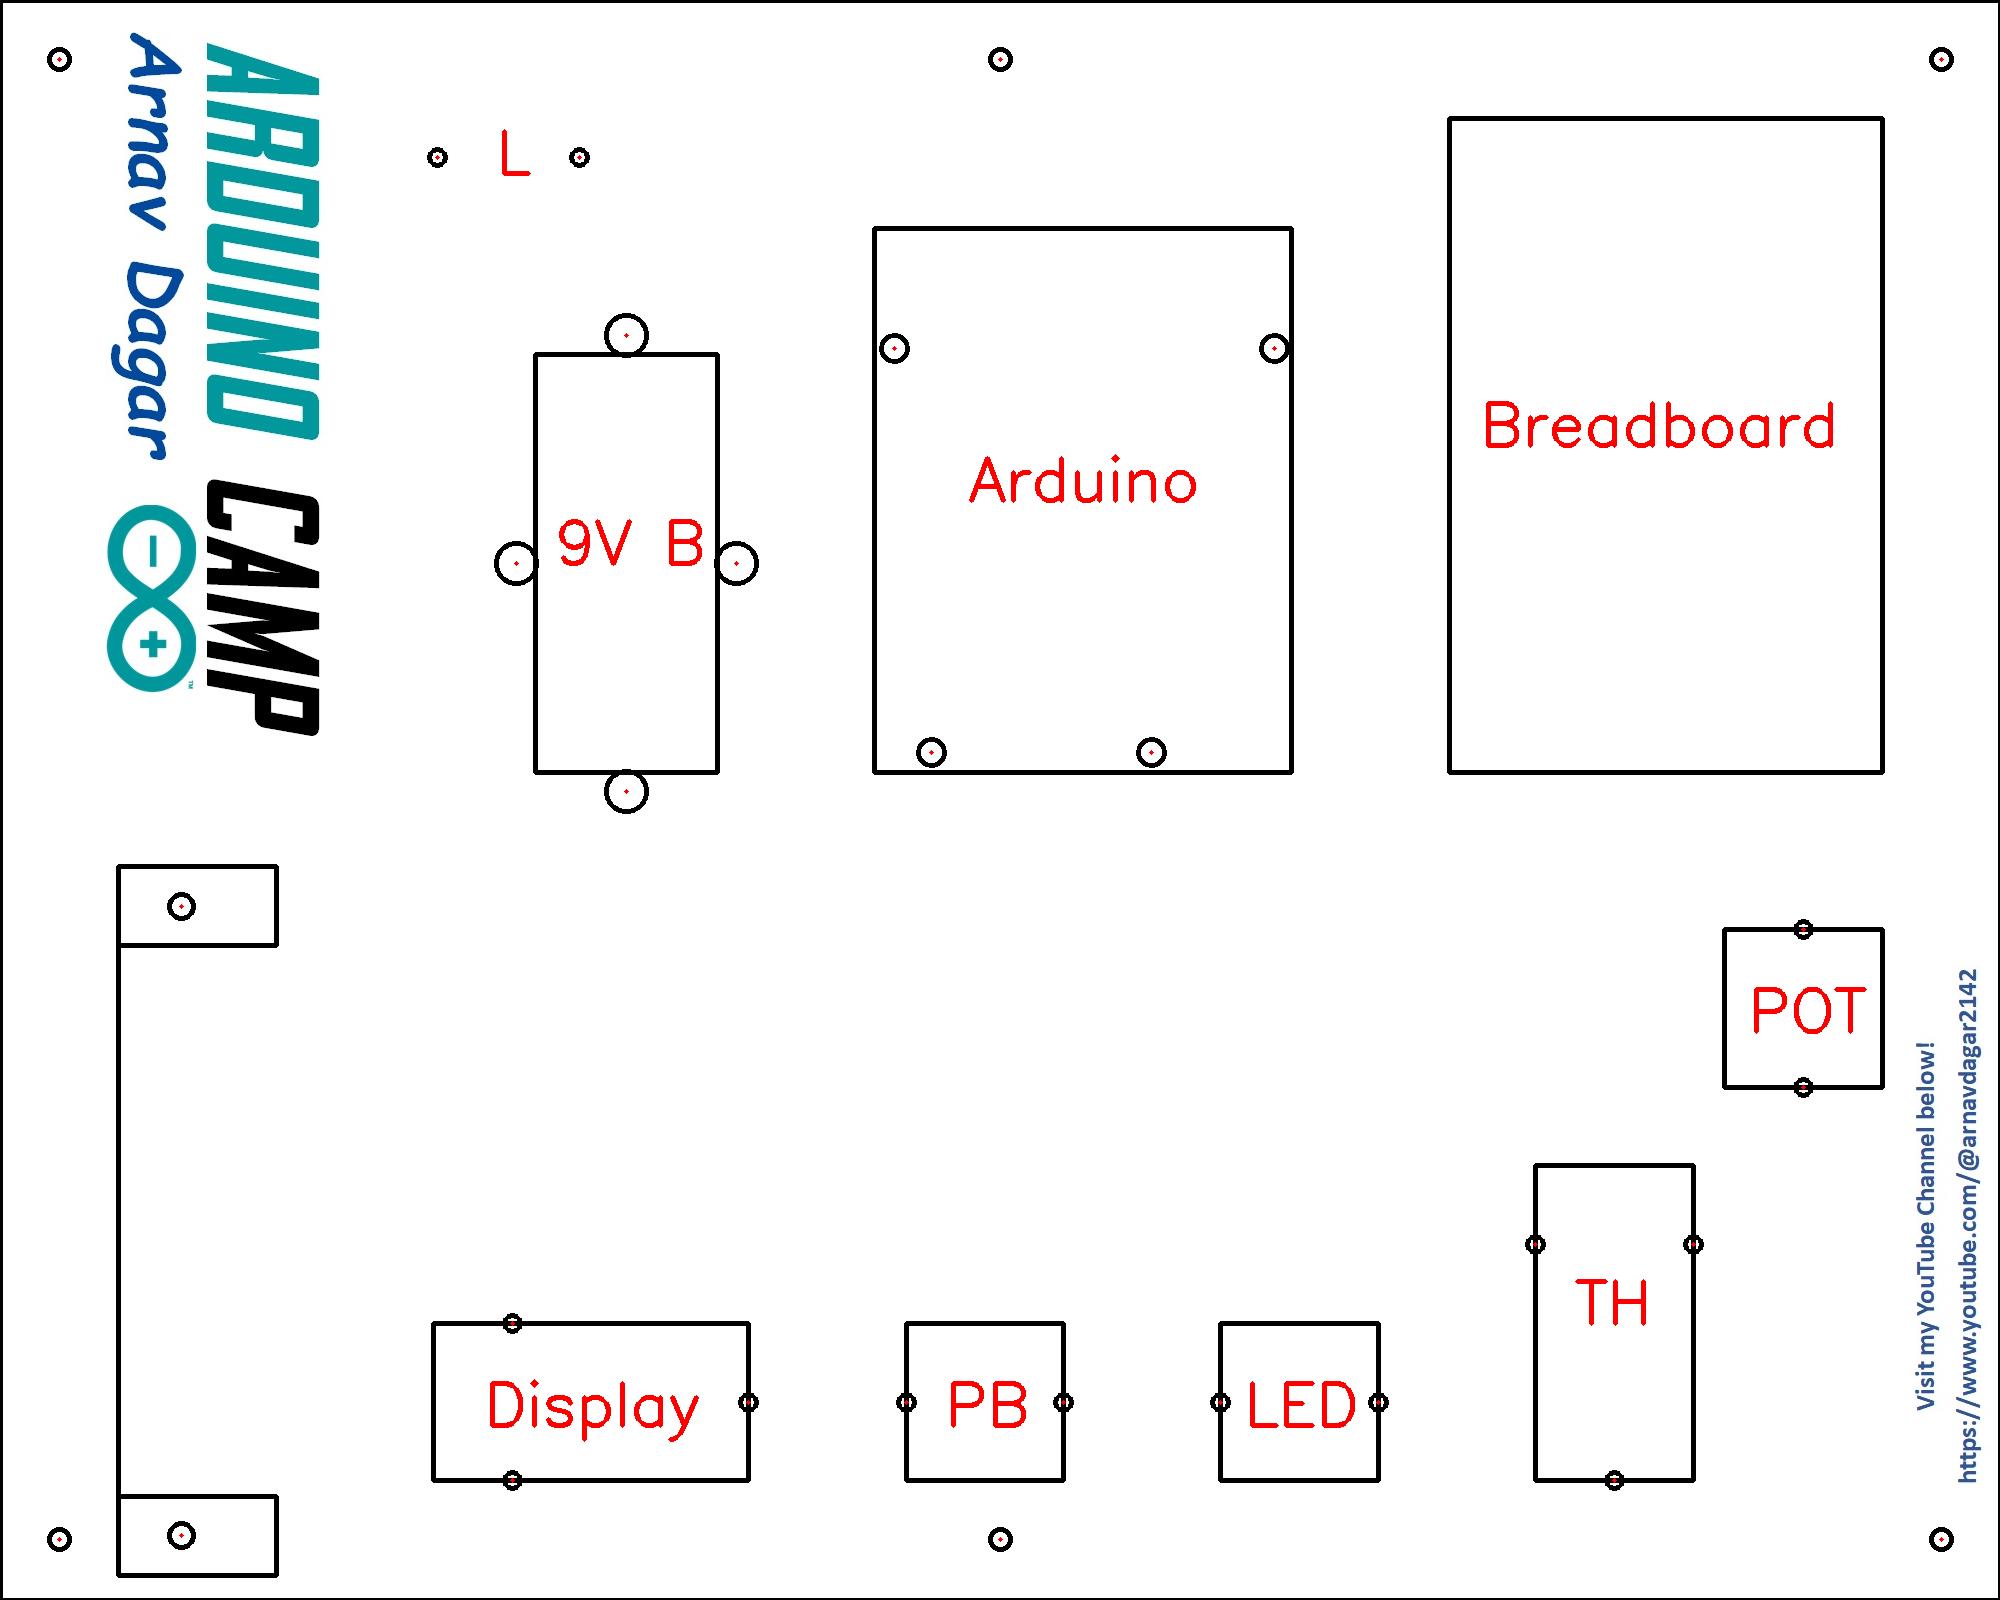 ARDUINO CAMP
Arnav Dagar
TM
L
9V B
Arduino
Breadboard
POT
TH
Display
PB
LED
Visit my YouTube Channel below!
https://www.youtube.com/@arnavdagar2142